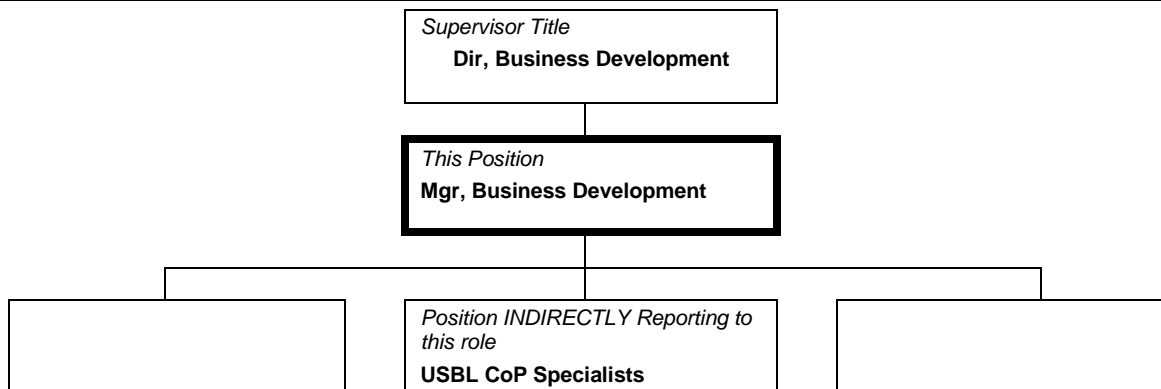 Supervisor Title
Dir, Business Development
This Position
Mgr, Business Development
Position INDIRECTLY Reporting to
this role
USBL CoP Specialists